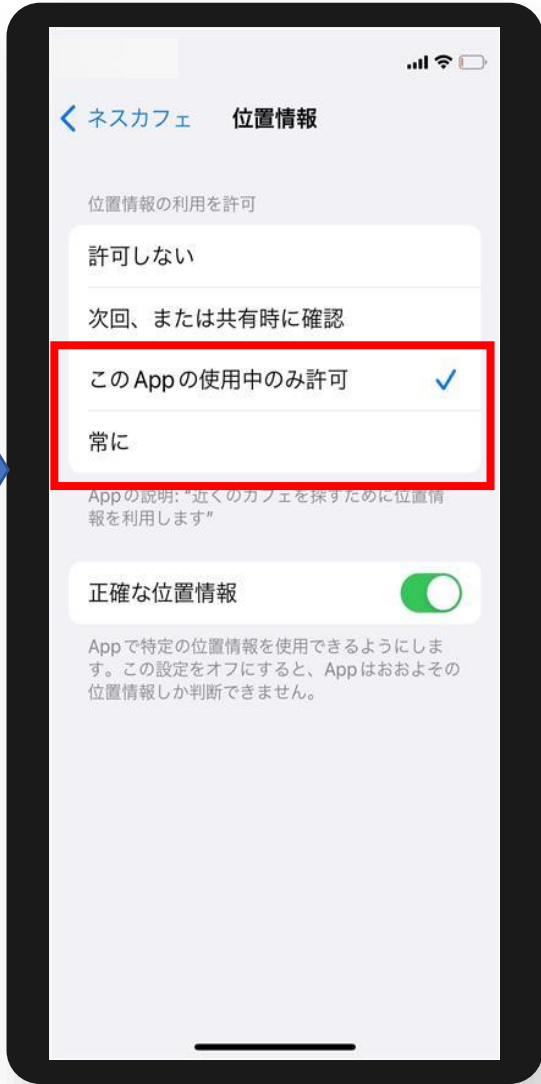 ネスカフェ 位置情報
位置情報の利用を許可
許可しない
次回、または共有時に確認
このAppの使用中のみ許可
常に
Appの説明: “近くのカフェを探すために位置情
報を利用します”
正確な位置情報
Appで特定の位置情報を使用できるようにしま
す。この設定をオフにすると、Appはおおよその
位置情報しか判断できません。